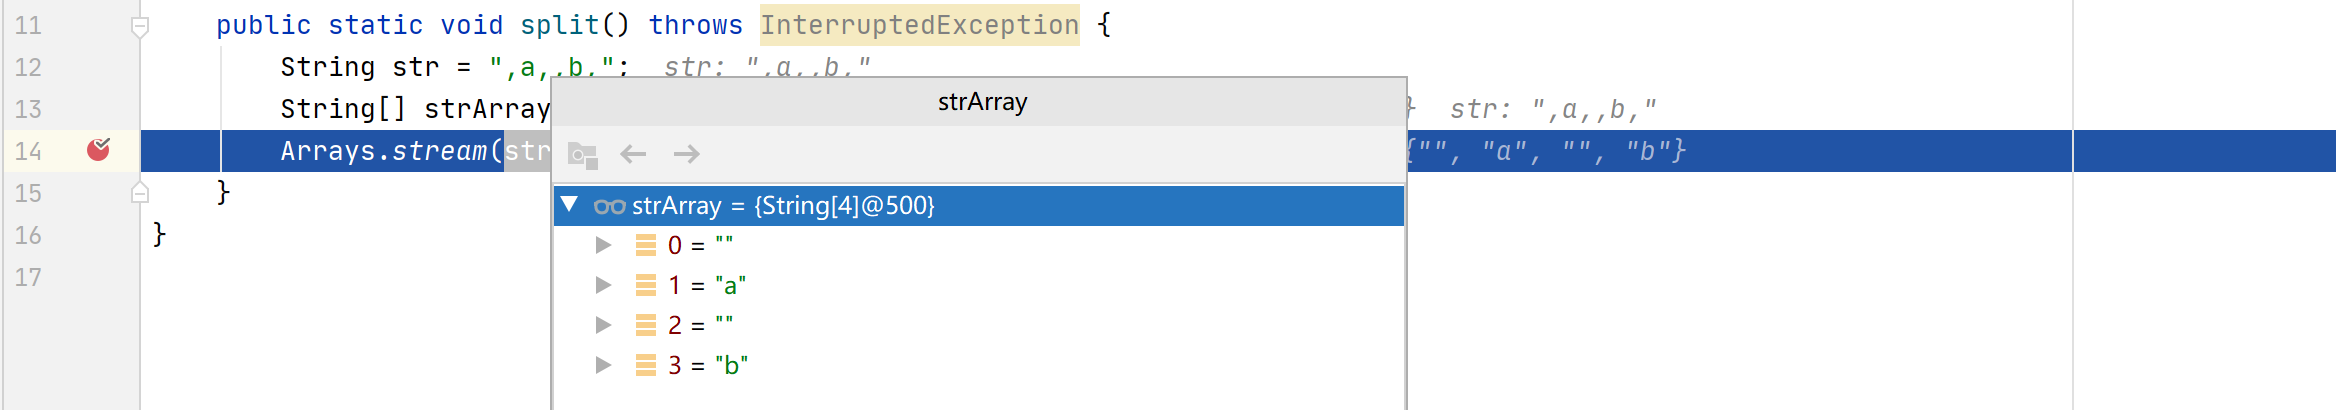 11 public static void split() throws InterruptedException {
12 String str = ",a,,b,"; str: ",a,,b,"
13 String[] strArray } str: ",a,,b,"
14 Arrays.stream(str {"", "a", "", "b"}
15 }
16 }
17
strArray
strArray = {String[4]@500}
0 = ""
1 = "a"
2 = ""
3 = "b"